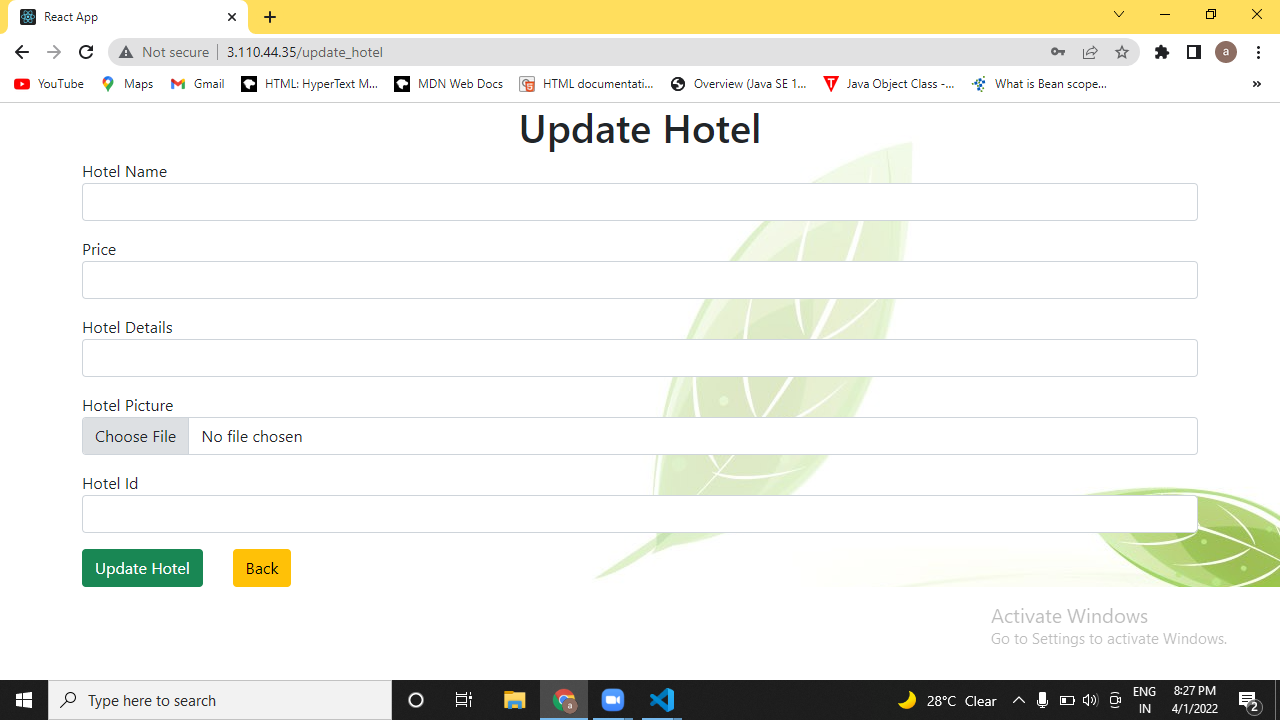 React App
Not secure
3.110.44.35/update_hotel
a
YouTube
Maps
Gmail
HTML: HyperText M...
MDN Web Docs
HTML documentati...
Overview (Java SE 1...
Java Object Class -...
What is Bean scope...
»
Update Hotel
Hotel Name
Price
Hotel Details
Hotel Picture
Choose File
No file chosen
Hotel Id
Update Hotel
Back
Activate Windows
Go to Settings to activate Windows.
Type here to search
a
28°C Clear
ENG
IN
8:27 PM
4/1/2022
2